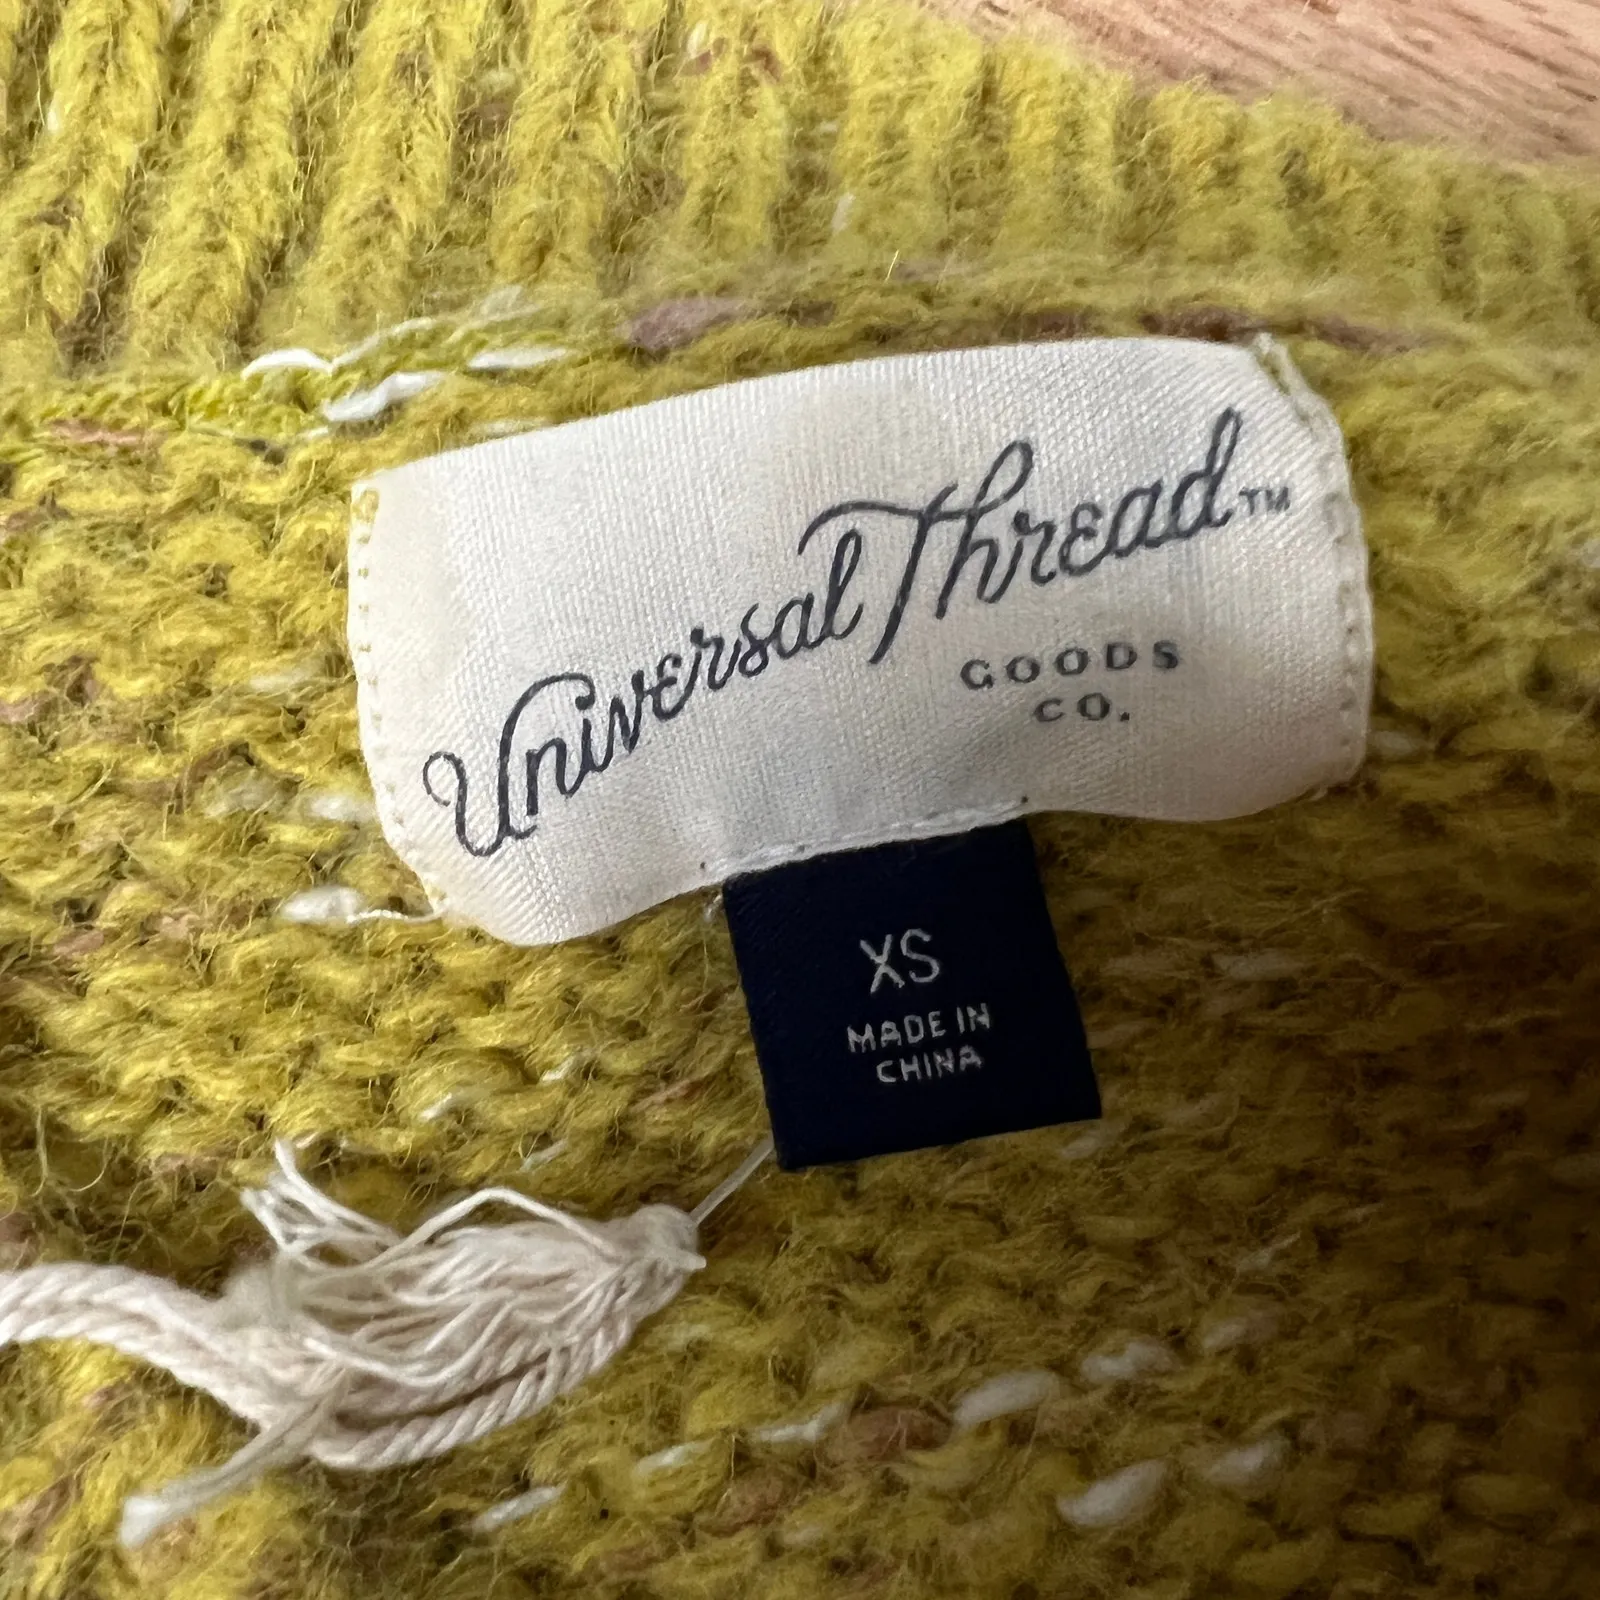 Universal Thread™
GOODS
CO.
XS
MADE IN
CHINA